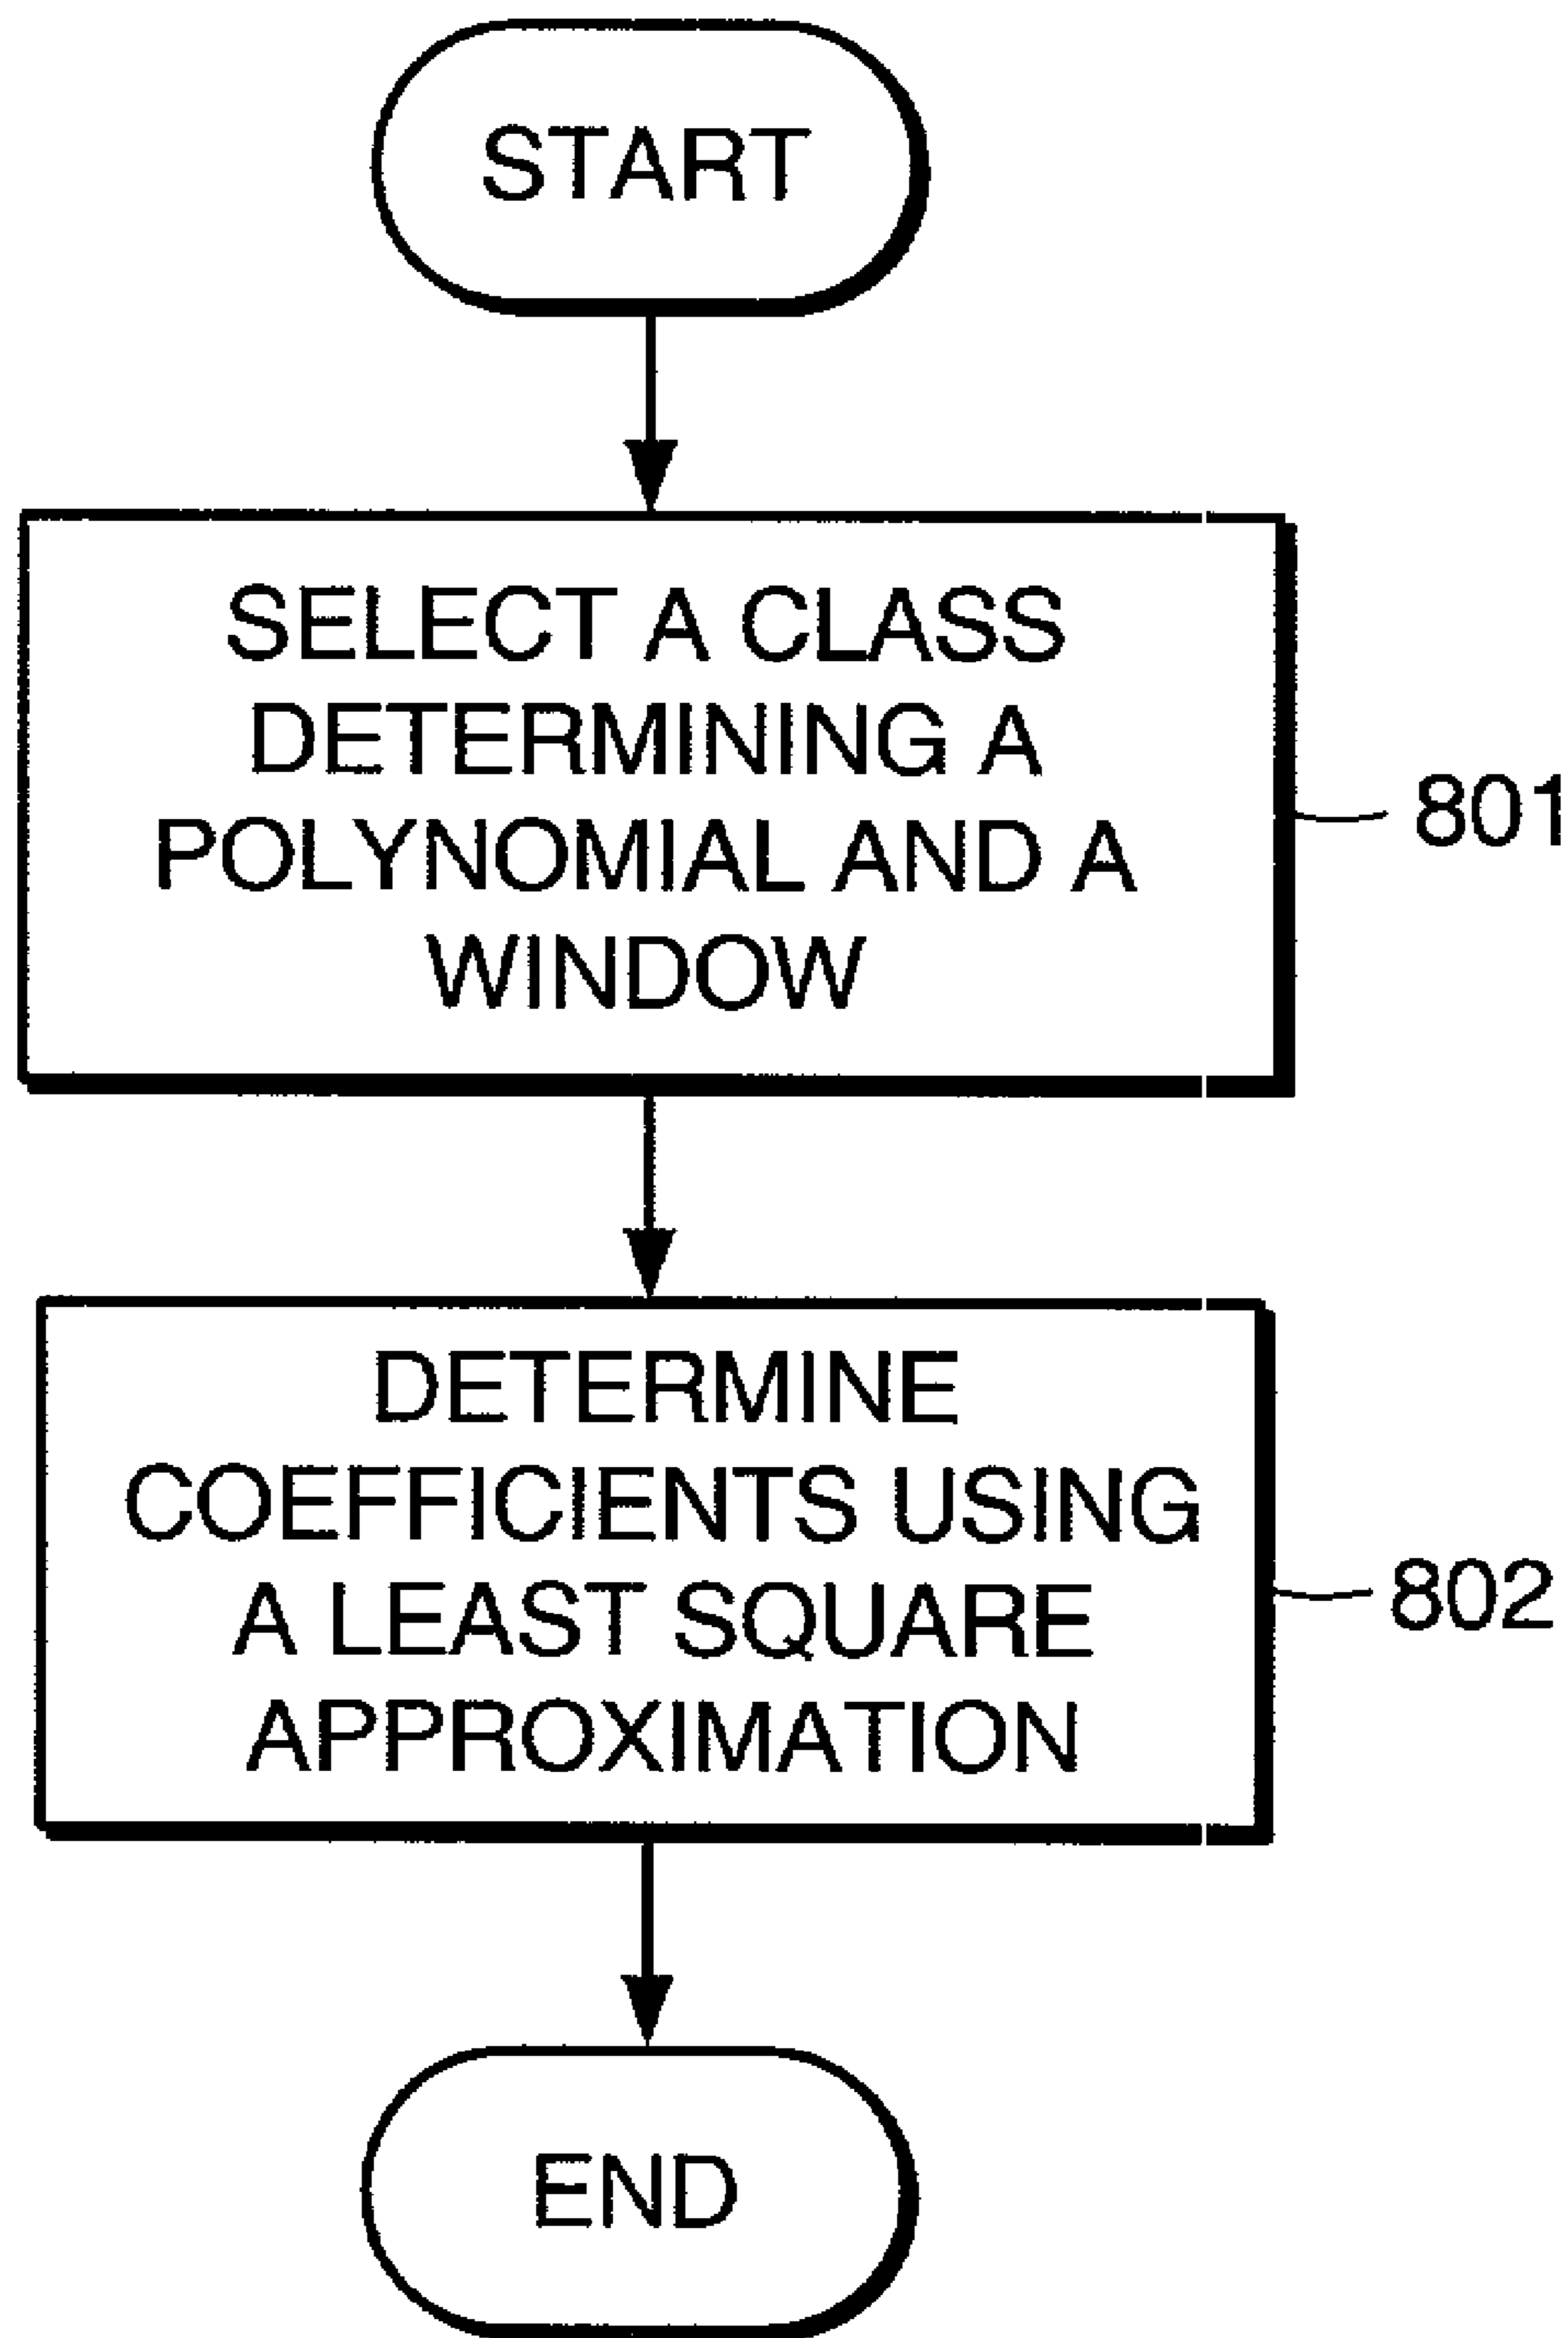 START
SELECT A CLASS
DETERMINING A
POLYNOMIAL AND A
WINDOW
801
DETERMINE
COEFFICIENTS USING
A LEAST SQUARE
APPROXIMATION
802
END